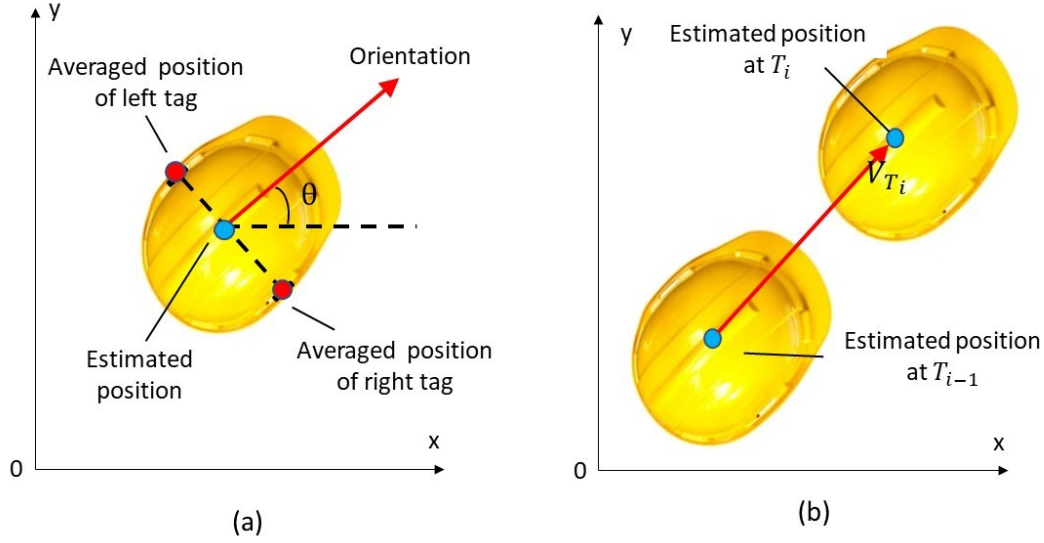 y
Averaged position
of left tag
Orientation
θ
Estimated
position
Averaged position
of right tag
x
0
(a)
y
Estimated position
at T_i
V_{T_i}
Estimated position
at T_{i−1}
x
0
(b)